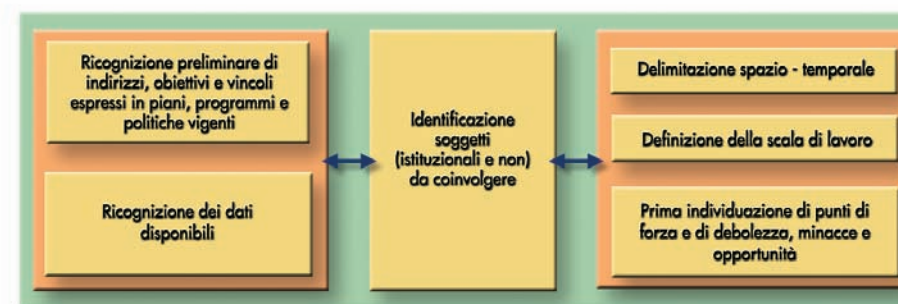 Ricognizione preliminare di
indirizzi, obiettivi e vincoli
espressi in piani, programmi e
politiche vigenti
Ricognizione dei dati
disponibili
Identificazione
soggetti
(istituzionali e non)
da coinvolgere
Delimitazione spazio - temporale
Definizione della scala di lavoro
Prima individuazione di punti di
forza e di debolezza, minacce e
opportunità